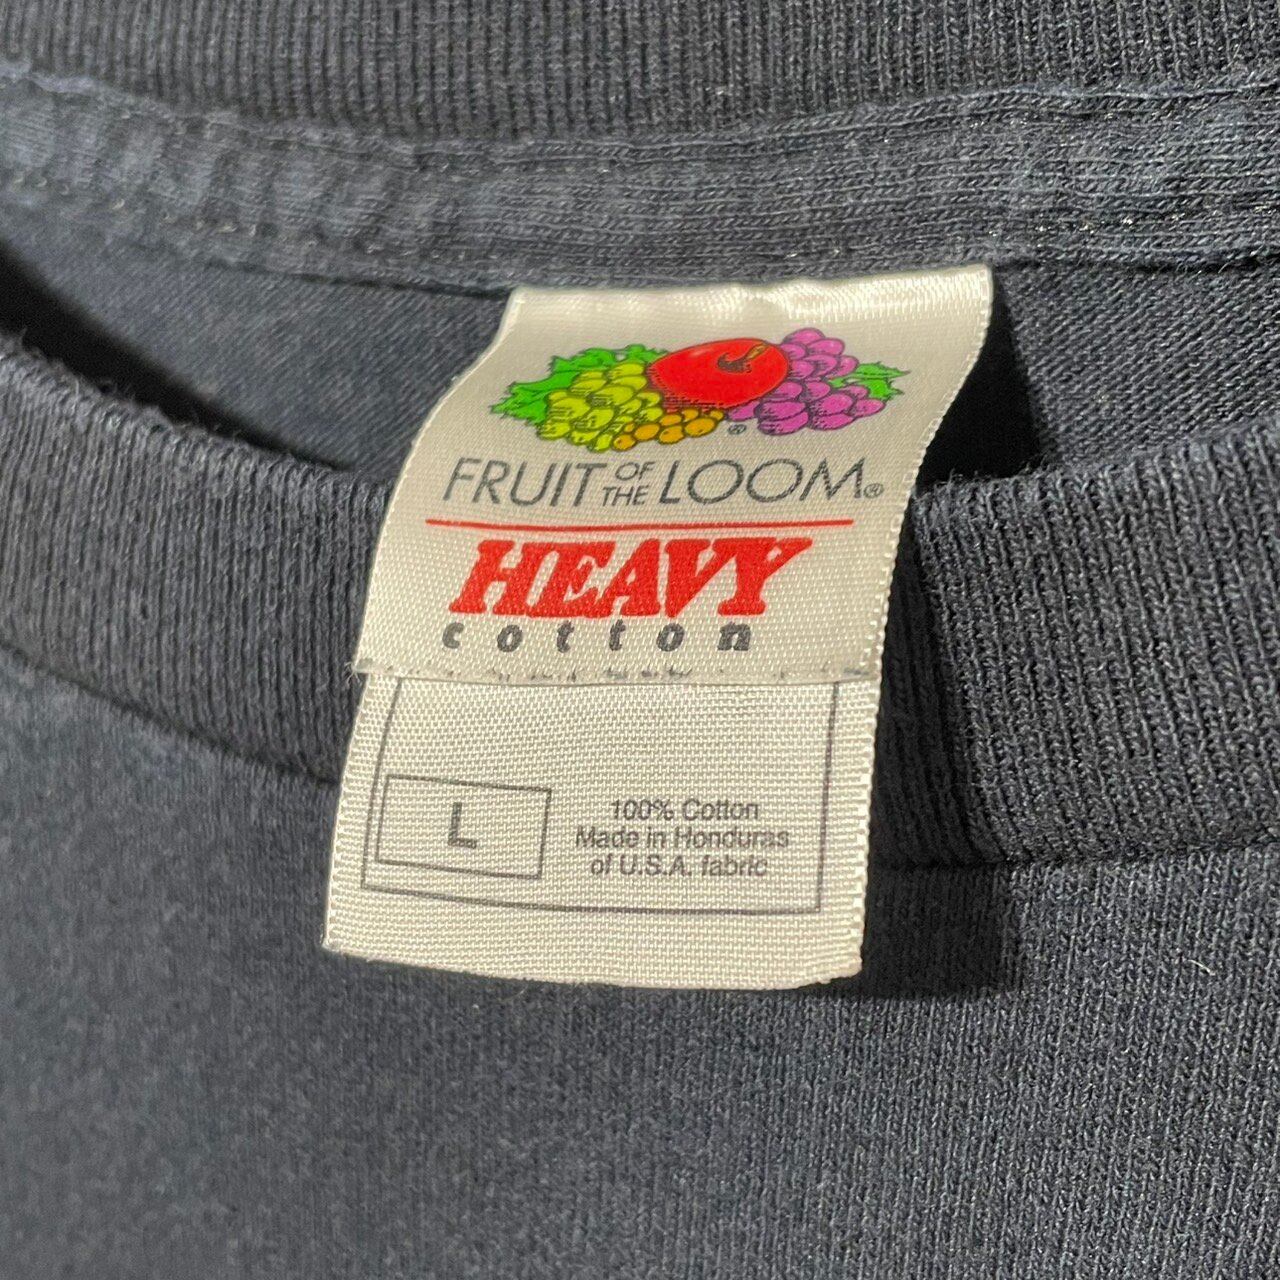 ®
FRUIT OF THE LOOM®
HEAVY
cotton
L
100% Cotton
Made in Honduras
of U.S.A. fabric